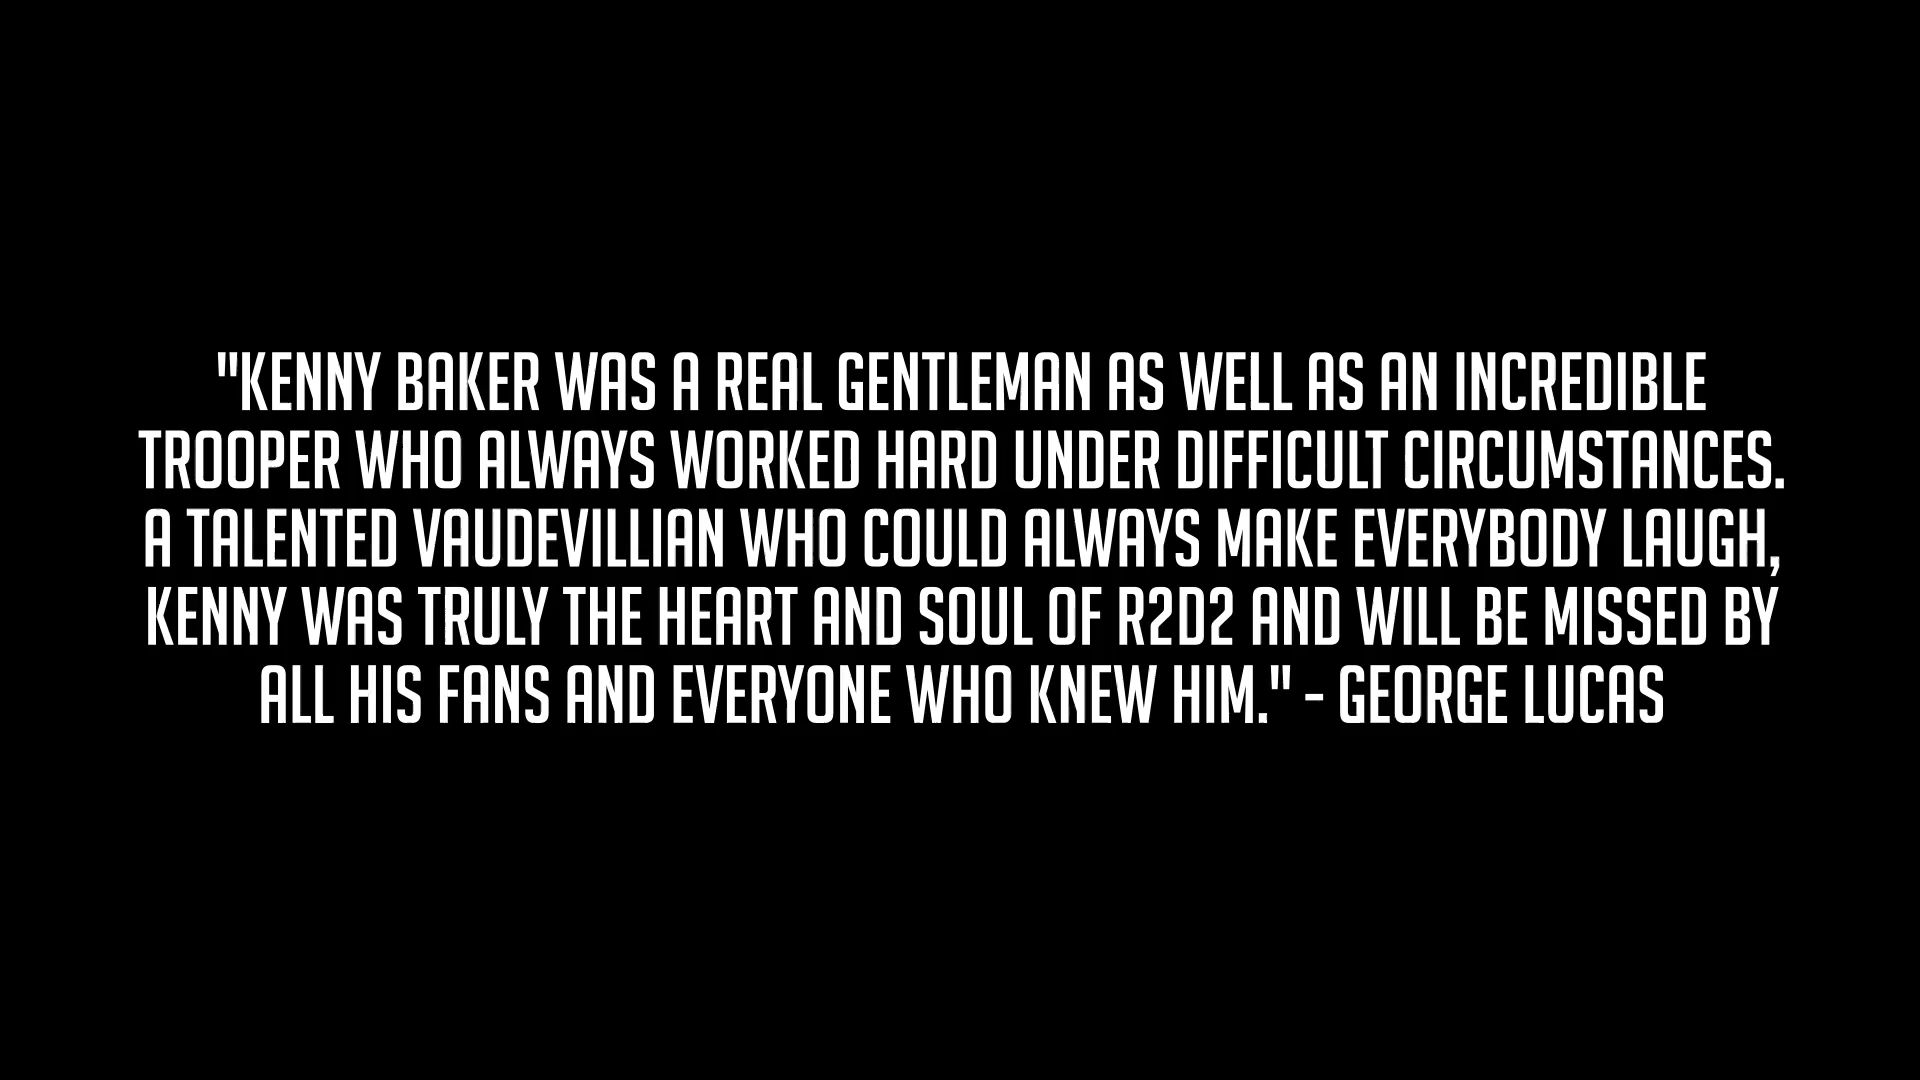 "KENNY BAKER WAS A REAL GENTLEMAN AS WELL AS AN INCREDIBLE
TROOPER WHO ALWAYS WORKED HARD UNDER DIFFICULT CIRCUMSTANCES.
A TALENTED VAUDEVILLIAN WHO COULD ALWAYS MAKE EVERYBODY LAUGH,
KENNY WAS TRULY THE HEART AND SOUL OF R2D2 AND WILL BE MISSED BY
ALL HIS FANS AND EVERYONE WHO KNEW HIM." - GEORGE LUCAS